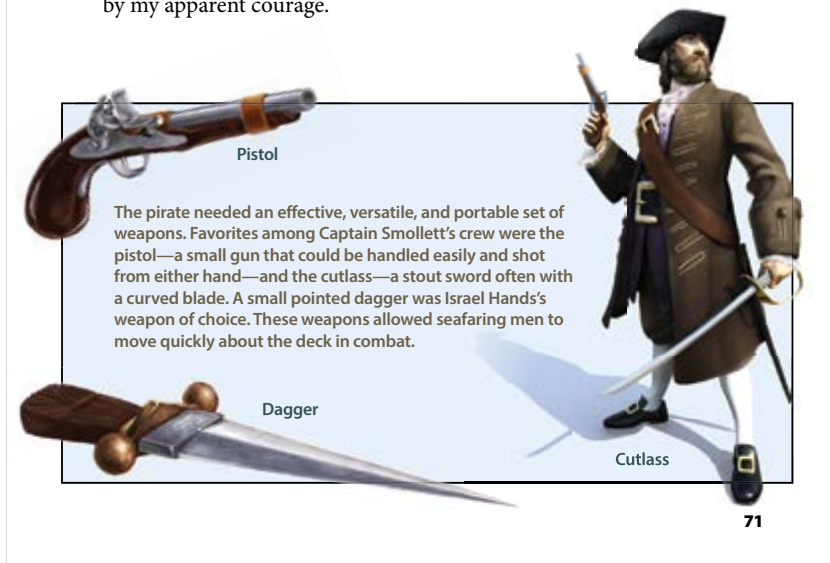 by my apparent courage.
Pistol
The pirate needed an effective, versatile, and portable set of
weapons. Favorites among Captain Smollett’s crew were the
pistol—a small gun that could be handled easily and shot
from either hand—and the cutlass—a stout sword often with
a curved blade. A small pointed dagger was Israel Hands’s
weapon of choice. These weapons allowed seafaring men to
move quickly about the deck in combat.
Dagger
Cutlass
71